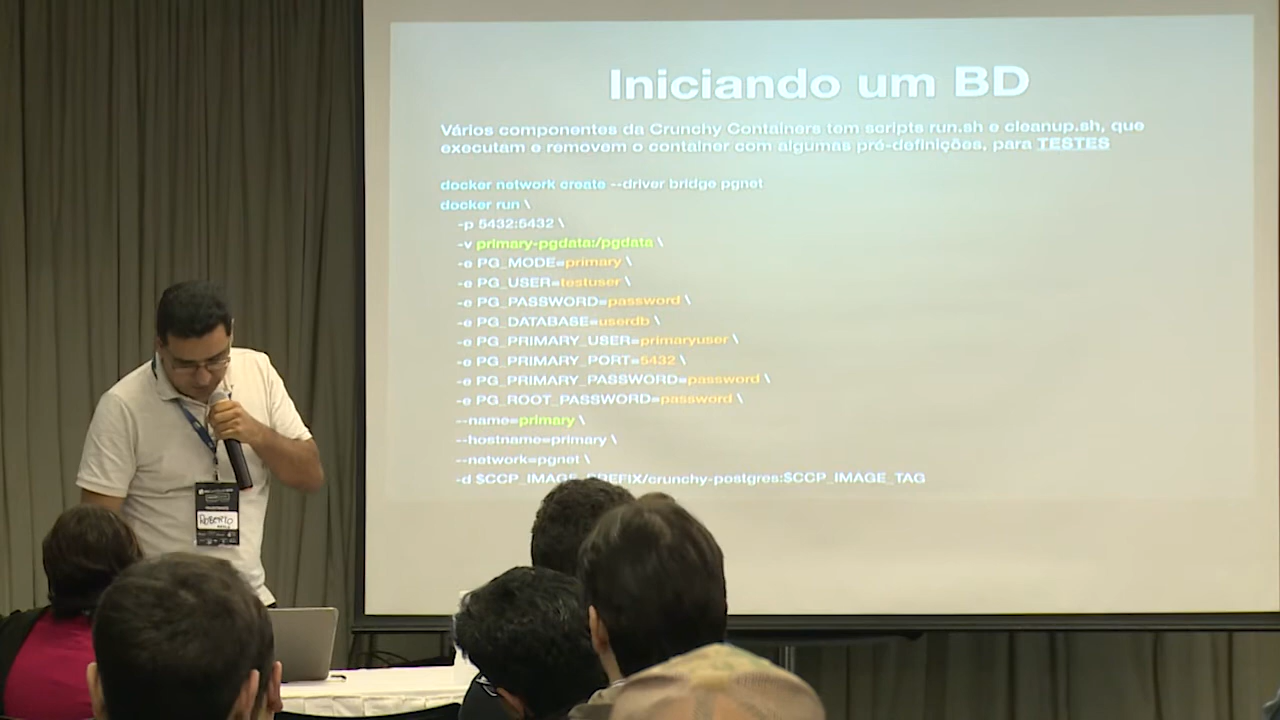 Iniciando um BD
Vários componentes da Crunchy Containers tem scripts run.sh e cleanup.sh, que
executam e removem o container com algumas pré-definições, para TESTES
docker network create --driver bridge pgnet
docker run \
-p 5432:5432 \
-v primary-pgdata:/pgdata \
-e PG_MODE=primary \
-e PG_USER=testuser \
-e PG_PASSWORD=password \
-e PG_DATABASE=userdb \
-e PG_PRIMARY_USER=primaryuser \
-e PG_PRIMARY_PORT=5432 \
-e PG_PRIMARY_PASSWORD=password \
-e PG_ROOT_PASSWORD=password \
--name=primary \
--hostname=primary \
--network=pgnet \
-d $CCP_IMAGE_PREFIX/crunchy-postgres:$CCP_IMAGE_TAG
ROBERTO